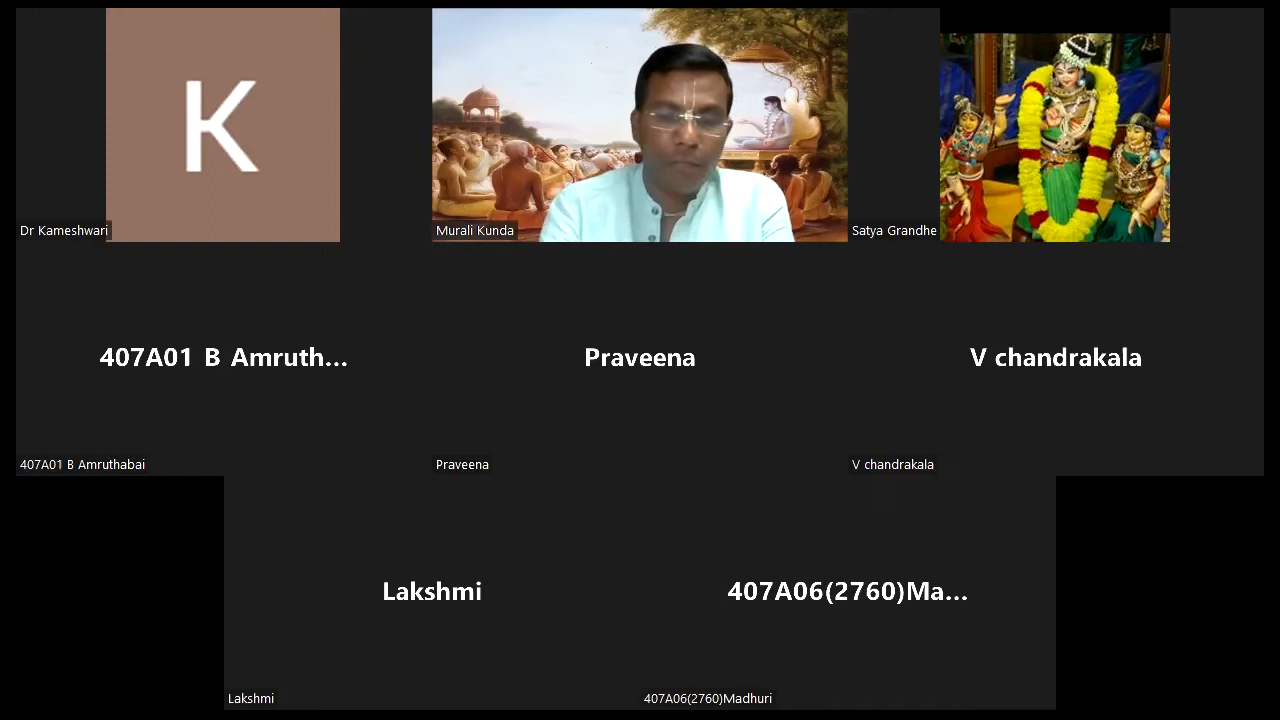 K
Dr Kameshwari
Murali Kunda
Satya Grandhe
407A01 B Amruth...
Praveena
V chandrakala
407A01 B Amruthabai
Praveena
V chandrakala
Lakshmi
407A06(2760)Ma...
Lakshmi
407A06(2760)Madhuri